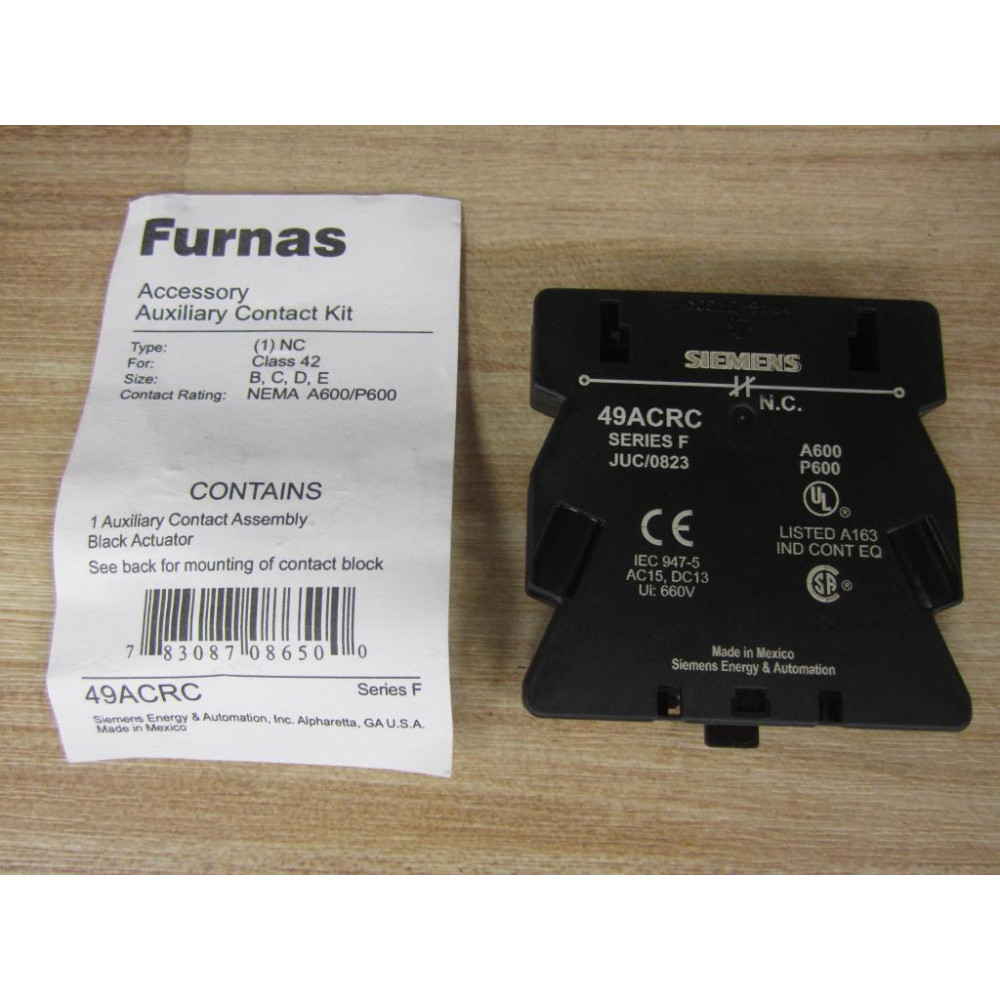 Furnas
Accessory
Auxiliary Contact Kit
Type: (1) NC
For: Class 42
Size: B, C, D, E
Contact Rating: NEMA A600/P600
CONTAINS
1 Auxiliary Contact Assembly
Black Actuator
See back for mounting of contact block
7 83087 08650 0
49ACRC Series F
Siemens Energy & Automation, Inc. Alpharetta, GA U.S.A.
Made in Mexico
SIEMENS
N.C.
49ACRC
SERIES F
JUC/0823
A600
P600
UL ®
LISTED A163
IND CONT EQ
CE
IEC 947-5
AC15, DC13
Ui: 660V
SA ®
Made in Mexico
Siemens Energy & Automation